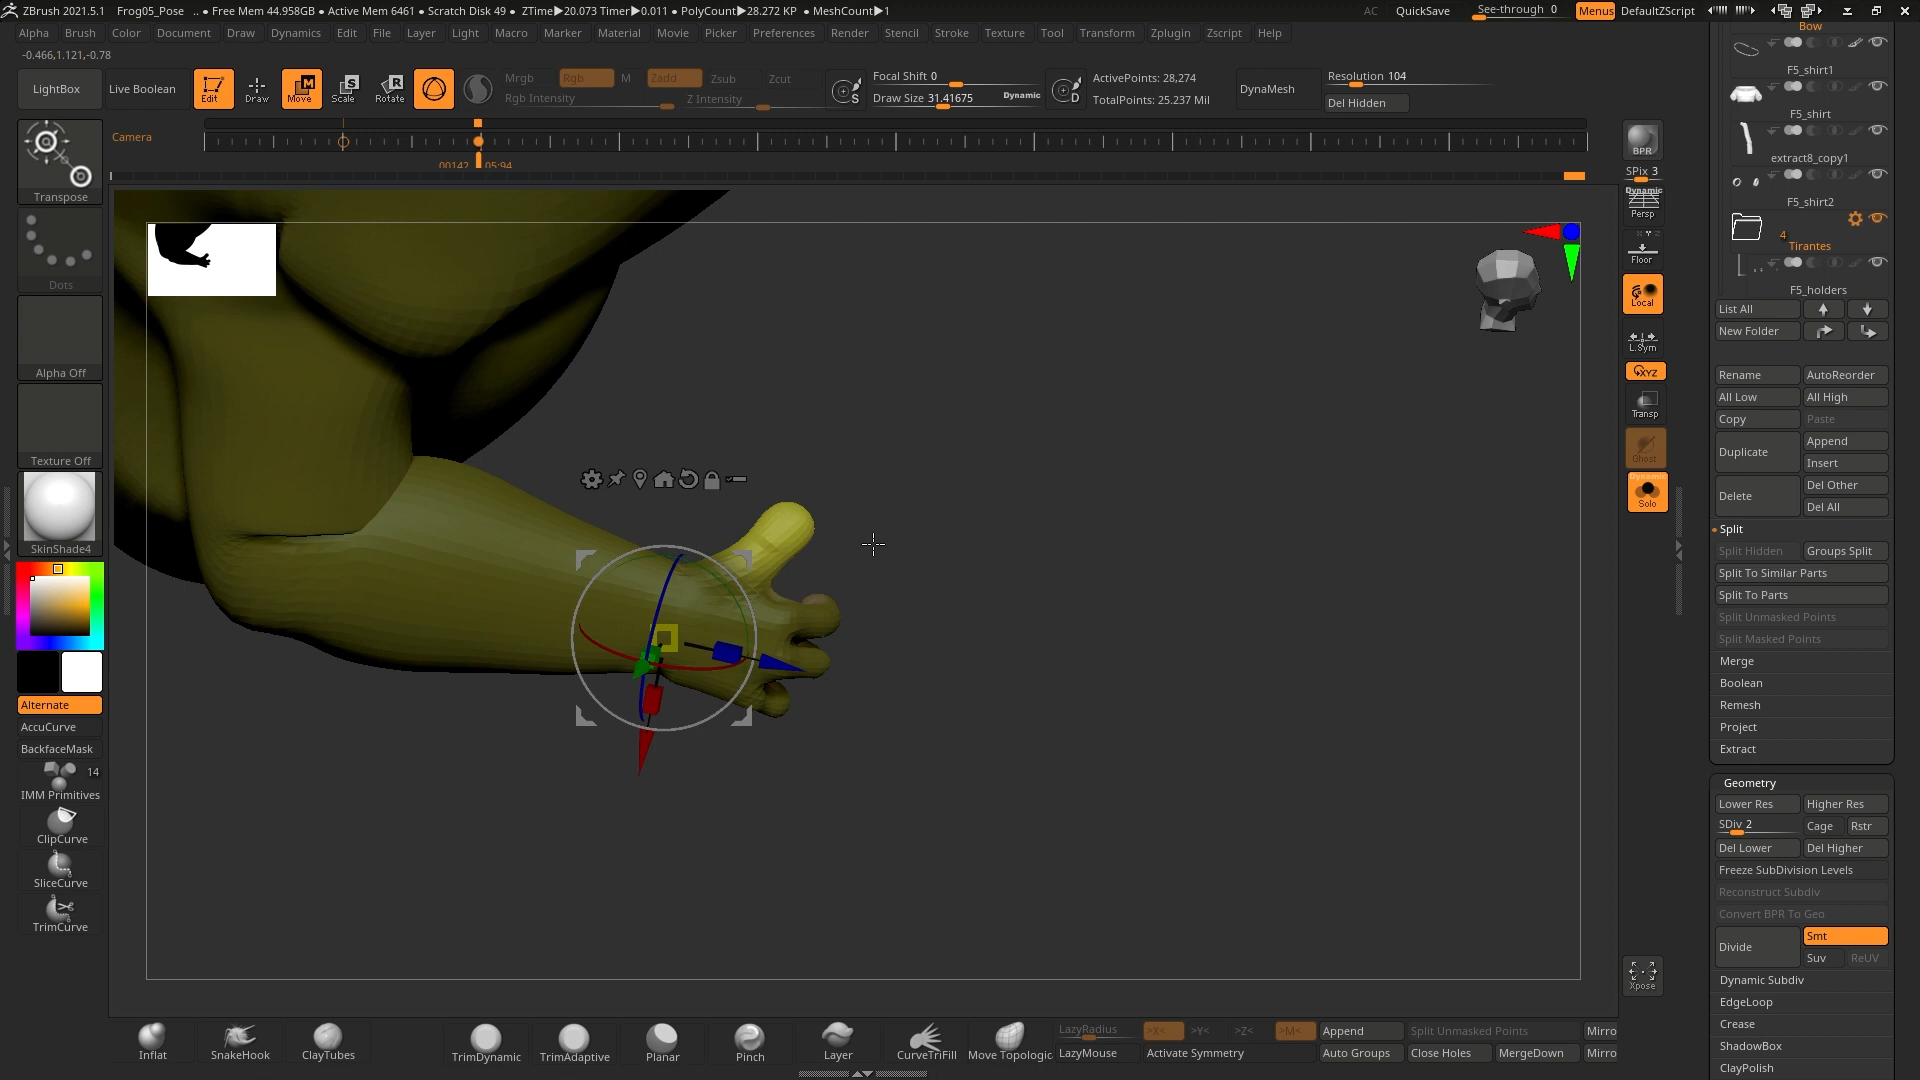 ZBrush 2021.5.1 Frog05_Pose .. • Free Mem 44.958GB • Active Mem 6461 • Scratch Disk 49 • ZTime▶20.073 Timer▶0.011 • PolyCount▶28.272 KP • MeshCount▶1 AC QuickSave See-through 0 Menus DefaultZScript
Alpha Brush Color Document Draw Dynamics Edit File Layer Light Macro Marker Material Movie Picker Preferences Render Stencil Stroke Texture Tool Transform Zplugin Zscript Help
-0.466,1.121,-0.78
LightBox Live Boolean Edit Draw Move Scale Rotate
Mrgb Rgb M Zadd Zsub Zcut
Rgb Intensity Z Intensity
Focal Shift 0
Draw Size 31.41675 Dynamic
ActivePoints: 28,274
TotalPoints: 25.237 Mil
DynaMesh
Resolution 104
Del Hidden
Camera
00142 05:94
Transpose
Dots
Alpha Off
Texture Off
SkinShade4
Alternate
AccuCurve
BackfaceMask
14
IMM Primitives
ClipCurve
SliceCurve
TrimCurve
BPR
SPix 3
Dynamic
Persp
Floor
Local
L.Sym
XYZ
Transp
Ghost
Dynamic
Solo
Xpose
Bow
F5_shirt1
F5_shirt
extract8_copy1
F5_shirt2
4
Tirantes
F5_holders
List All
New Folder
Rename AutoReorder
All Low All High
Copy Paste
Duplicate Append
Insert
Delete Del Other
Del All
Split
Split Hidden Groups Split
Split To Similar Parts
Split To Parts
Split Unmasked Points
Split Masked Points
Merge
Boolean
Remesh
Project
Extract
Geometry
Lower Res Higher Res
SDiv 2 Cage Rstr
Del Lower Del Higher
Freeze SubDivision Levels
Reconstruct Subdiv
Convert BPR To Geo
Divide Smt
Suv ReUV
Dynamic Subdiv
EdgeLoop
Crease
ShadowBox
ClayPolish
Inflat SnakeHook ClayTubes TrimDynamic TrimAdaptive Planar Pinch Layer CurveTriFill Move Topologic
LazyRadius >X< >Y< >Z< >M< Append Split Unmasked Points Mirro
LazyMouse Activate Symmetry Auto Groups Close Holes MergeDown Mirro